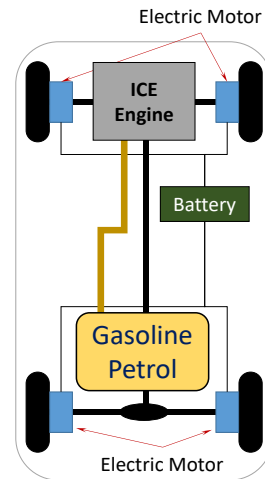 Electric Motor
ICE
Engine
Battery
Gasoline
Petrol
Electric Motor